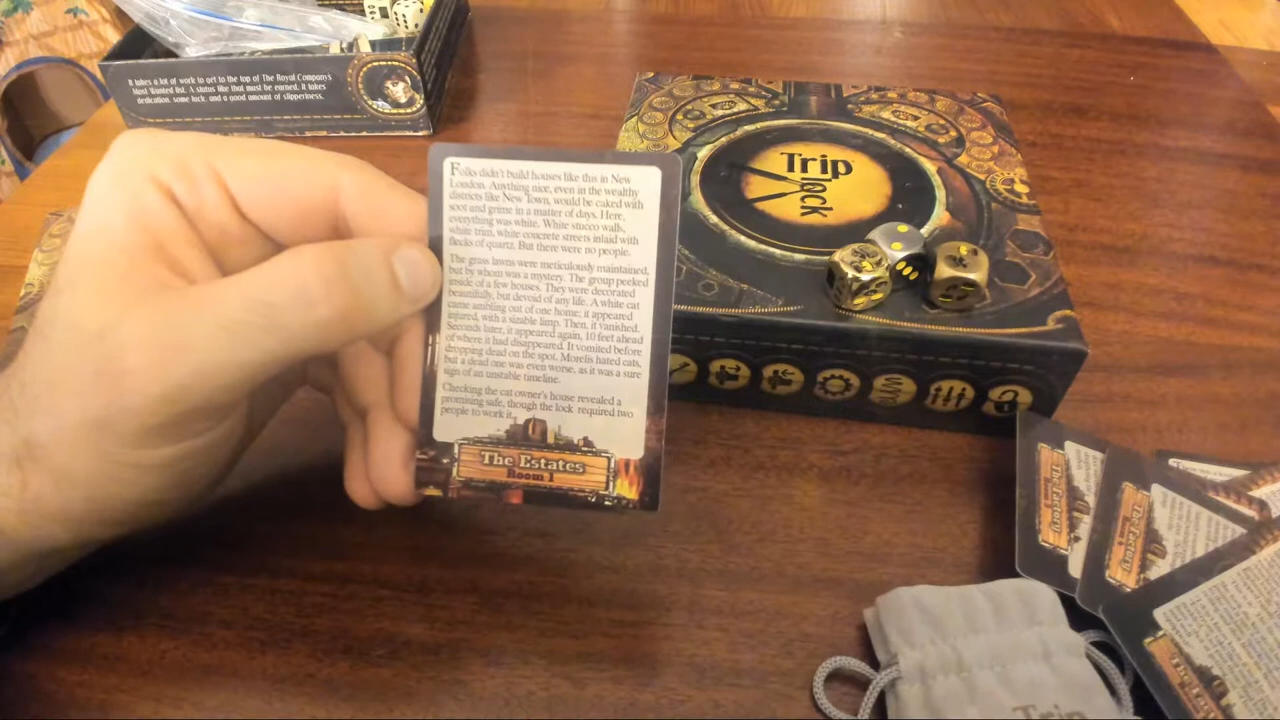 It takes a lot of work to get to the top of The Royal Company's
Most Wanted list. A status like that must be earned. It takes
dedication, some luck, and a good amount of slipperiness.
Folks didn't build houses like this in New
London. Anything nice, even in the wealthy
districts like New Town, would be caked with
soot and grime in a matter of days. Here,
everything was white. White stucco walls,
white trim, white concrete streets inlaid with
flecks of quartz. But there were no people.
The grass lawns were meticulously maintained,
but by whom was a mystery. The group peeked
inside of a few houses. They were decorated
beautifully, but devoid of any life. A white cat
came ambling out of one home; it appeared
injured, with a sizable limp. Then, it vanished.
Seconds later, it appeared again, 10 feet ahead
of where it had disappeared. It vomited before
dropping dead on the spot. Morelis hated cats,
but a dead one was even worse, as it was a sure
sign of an unstable timeline.
Checking the cat owner's house revealed a
promising safe, though the lock required two
people to work it.
The Estates
Room 1
Trip
lock
The Factory
The Factory
Trip